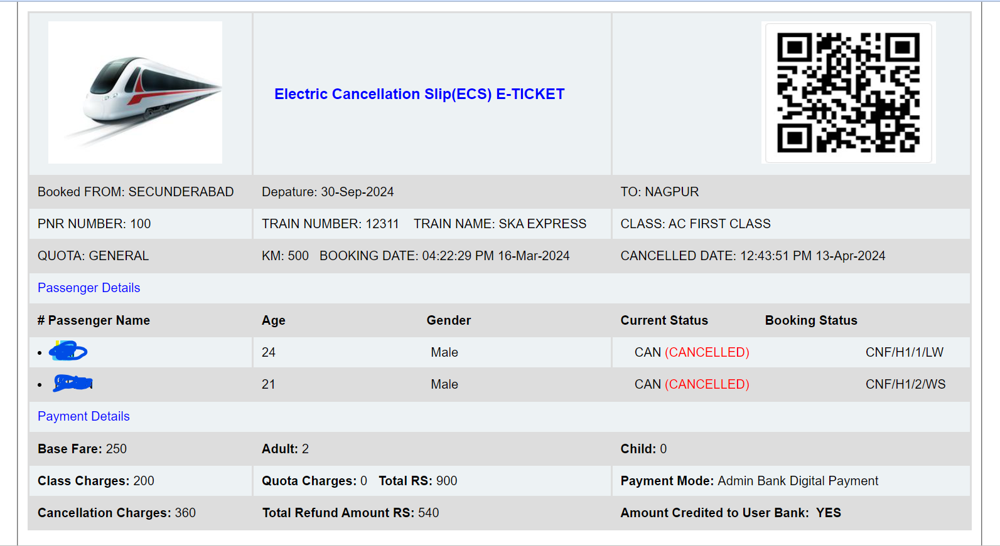 Electric Cancellation Slip(ECS) E-TICKET
Booked FROM: SECUNDERABAD Depature: 30-Sep-2024 TO: NAGPUR
PNR NUMBER: 100 TRAIN NUMBER: 12311 TRAIN NAME: SKA EXPRESS CLASS: AC FIRST CLASS
QUOTA: GENERAL KM: 500 BOOKING DATE: 04:22:29 PM 16-Mar-2024 CANCELLED DATE: 12:43:51 PM 13-Apr-2024
Passenger Details
# Passenger Name Age Gender Current Status Booking Status
• 24 Male CAN (CANCELLED) CNF/H1/1/LW
• 21 Male CAN (CANCELLED) CNF/H1/2/WS
Payment Details
Base Fare: 250 Adult: 2 Child: 0
Class Charges: 200 Quota Charges: 0 Total RS: 900 Payment Mode: Admin Bank Digital Payment
Cancellation Charges: 360 Total Refund Amount RS: 540 Amount Credited to User Bank: YES